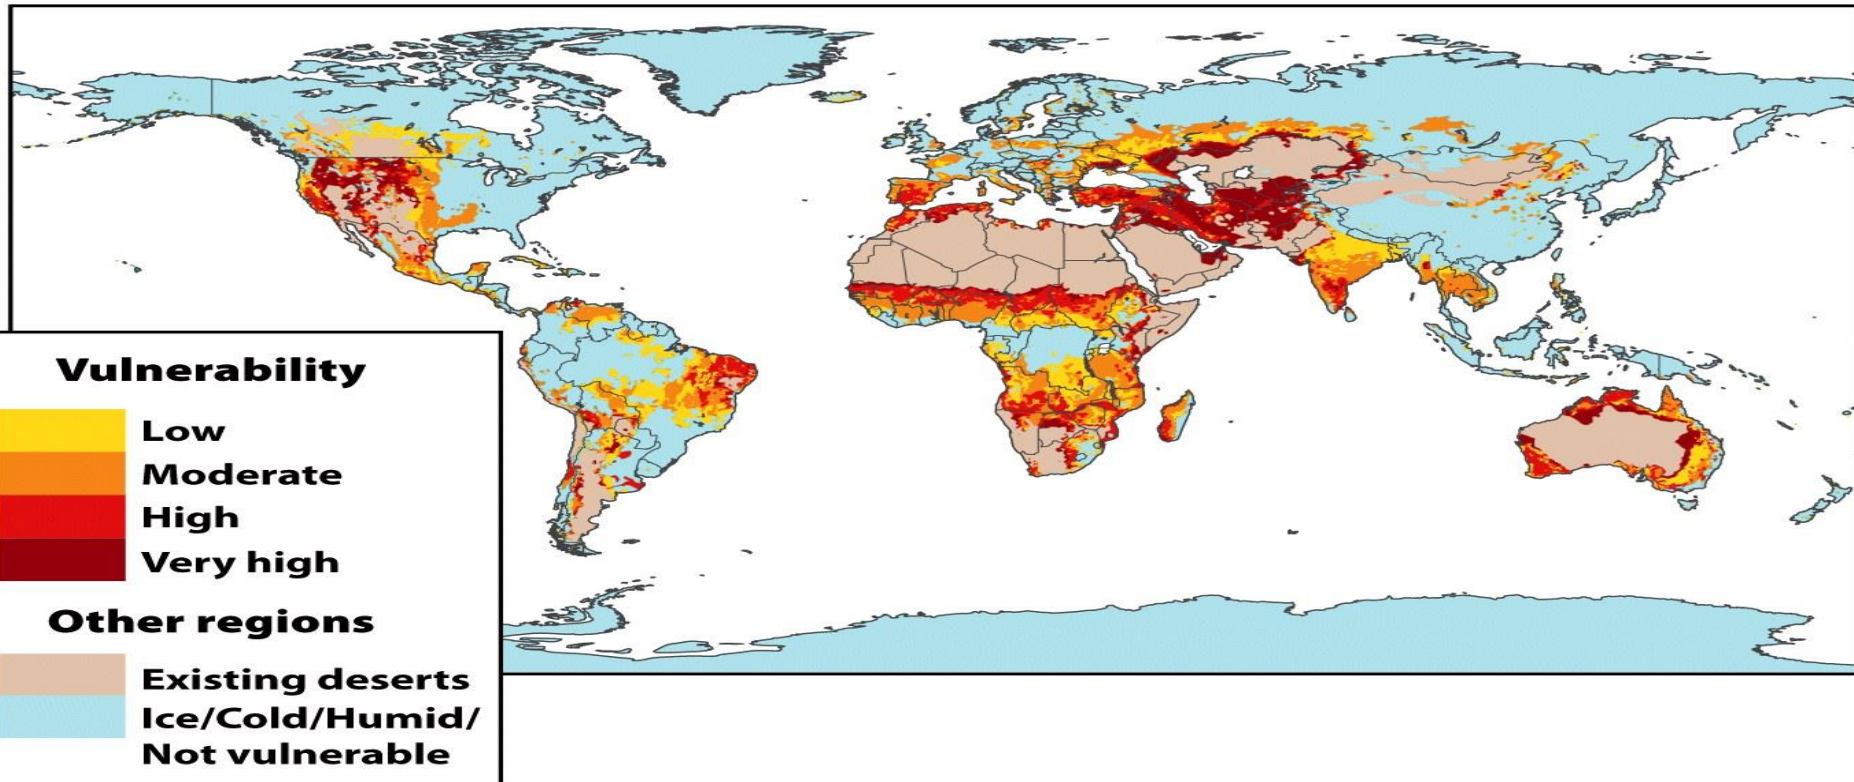 Vulnerability
Low
Moderate
High
Very high
Other regions
Existing deserts
Ice/Cold/Humid/
Not vulnerable